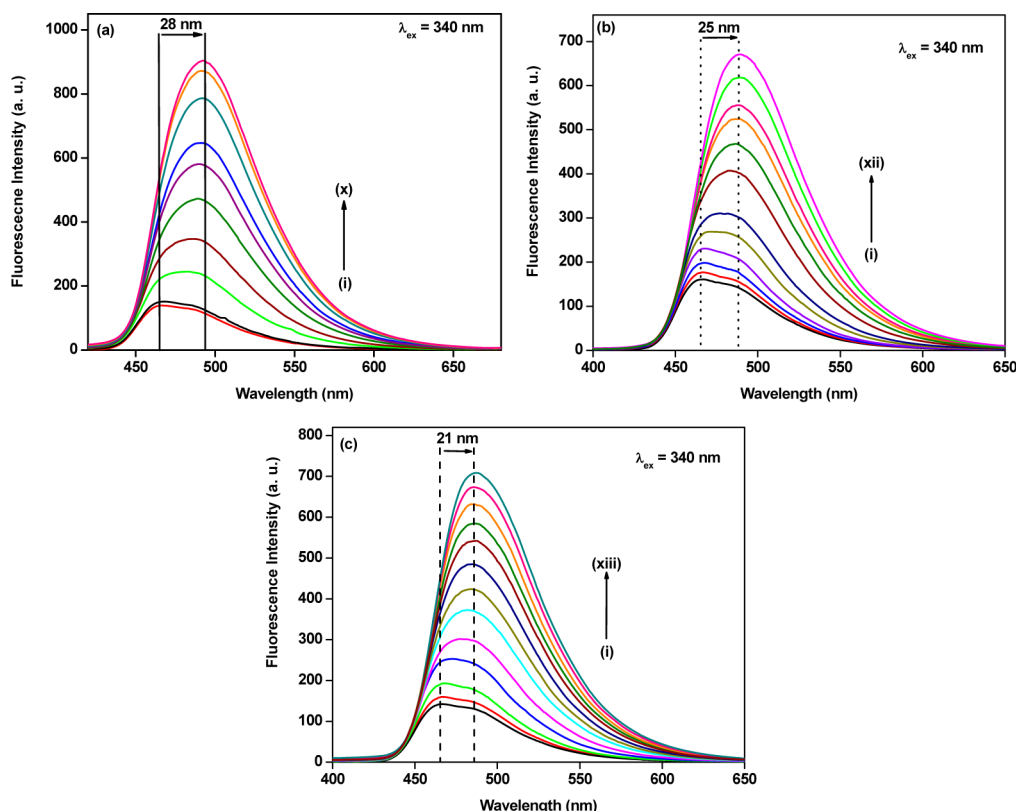 (a)
28 nm
λex = 340 nm
Fluorescecne Intensity (a. u.)
1000
800
600
400
200
0
(x)
(i)
450
500
550
600
650
Wavelength (nm)
(b)
25 nm
λex = 340 nm
Fluorescence Intensity (a. u.)
700
600
500
400
300
200
100
0
(xii)
(i)
400
450
500
550
600
650
Wavelength (nm)
(c)
21 nm
λex = 340 nm
Fluorescence Intensity (a. u.)
800
700
600
500
400
300
200
100
0
(xiii)
(i)
400
450
500
550
600
650
Wavelength (nm)